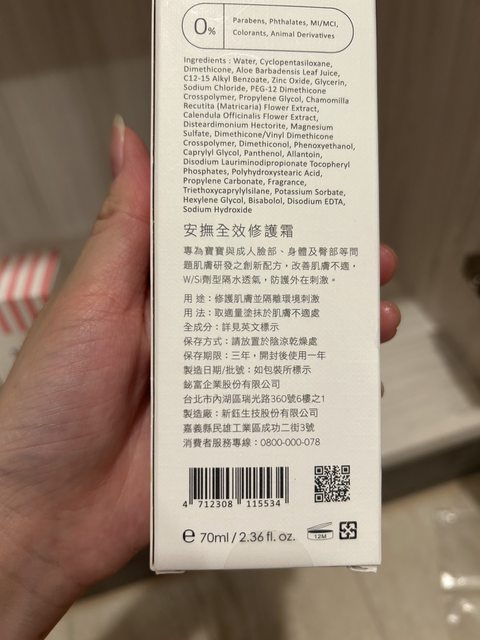 0%
Parabens, Phthalates, MI/MCI,
Colorants, Animal Derivatives
Ingredients : Water, Cyclopentasiloxane,
Dimethicone, Aloe Barbadensis Leaf Juice,
C12-15 Alkyl Benzoate, Zinc Oxide, Glycerin,
Sodium Chloride, PEG-12 Dimethicone
Crosspolymer, Propylene Glycol, Chamomilla
Recutita (Matricaria) Flower Extract,
Calendula Officinalis Flower Extract,
Disteardimonium Hectorite, Magnesium
Sulfate, Dimethicone/Vinyl Dimethicone
Crosspolymer, Dimethiconol, Phenoxyethanol,
Caprylyl Glycol, Panthenol, Allantoin,
Disodium Lauriminodipropionate Tocopheryl
Phosphates, Polyhydroxystearic Acid,
Propylene Carbonate, Fragrance,
Triethoxycaprylylsilane, Potassium Sorbate,
Hexylene Glycol, Bisabolol, Disodium EDTA,
Sodium Hydroxide
安撫全效修護霜
專為寶寶與成人臉部、身體及臀部等問
題肌膚研發之創新配方，改善肌膚不適，
W/Si劑型隔水透氣，防護外在刺激。
用 途：修護肌膚並隔離環境刺激
用 法：取適量塗抹於肌膚不適處
全成分：詳見英文標示
保存方式：請放置於陰涼乾燥處
保存期限：三年，開封後使用一年
製造日期/批號：如包裝所標示
鉍富企業股份有限公司
台北市內湖區瑞光路360號6樓之1
製造廠：新鈺生技股份有限公司
嘉義縣民雄工業區成功二街3號
消費者服務專線：0800-000-078
4 712308 115534
e 70ml / 2.36 fl. oz.
12M